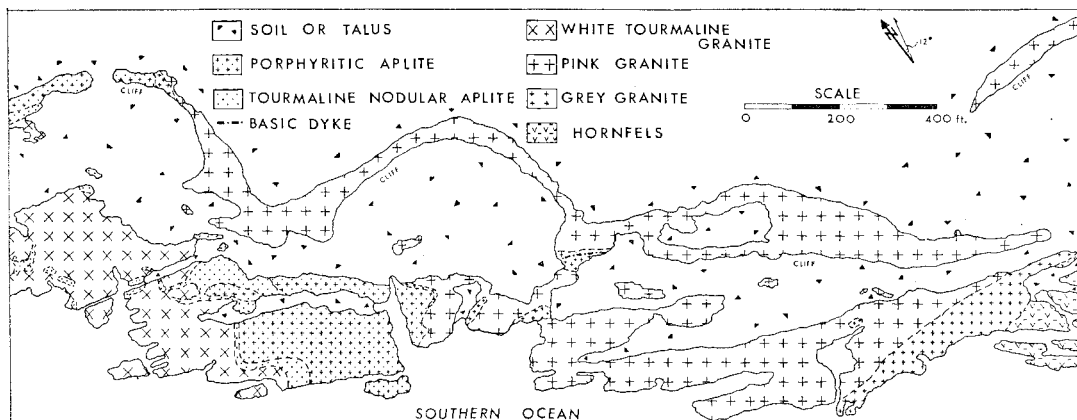 SOIL OR TALUS
PORPHYRITIC APLITE
TOURMALINE NODULAR APLITE
BASIC DYKE
WHITE TOURMALINE
GRANITE
PINK GRANITE
GREY GRANITE
HORNFELS
N
12°
SCALE
0 200 400 ft.
CLIFF
CLIFF
CLIFF
CLIFF
SOUTHERN OCEAN